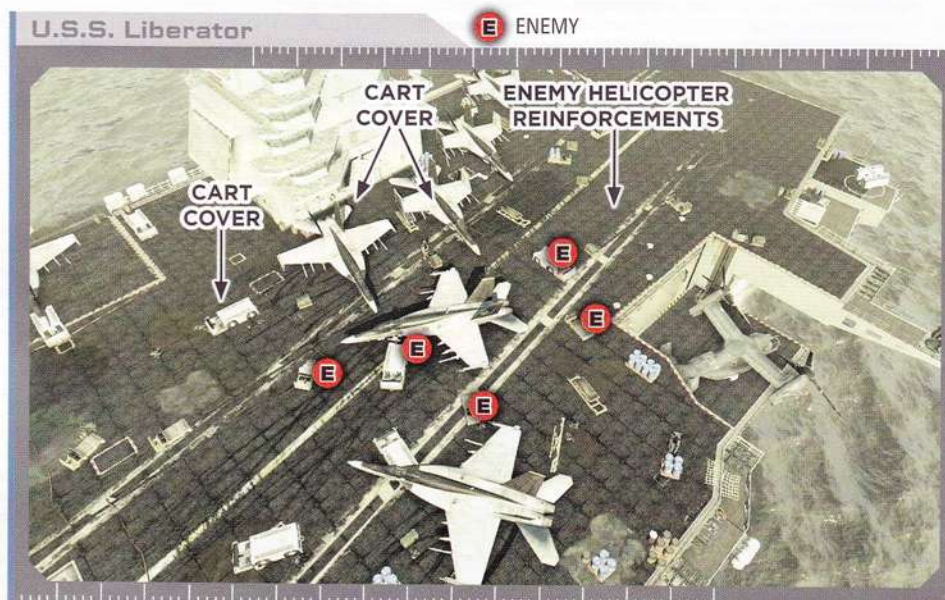 U.S.S. Liberator
E ENEMY
CART
COVER
ENEMY HELICOPTER
REINFORCEMENTS
CART
COVER
E
E
E
E
E